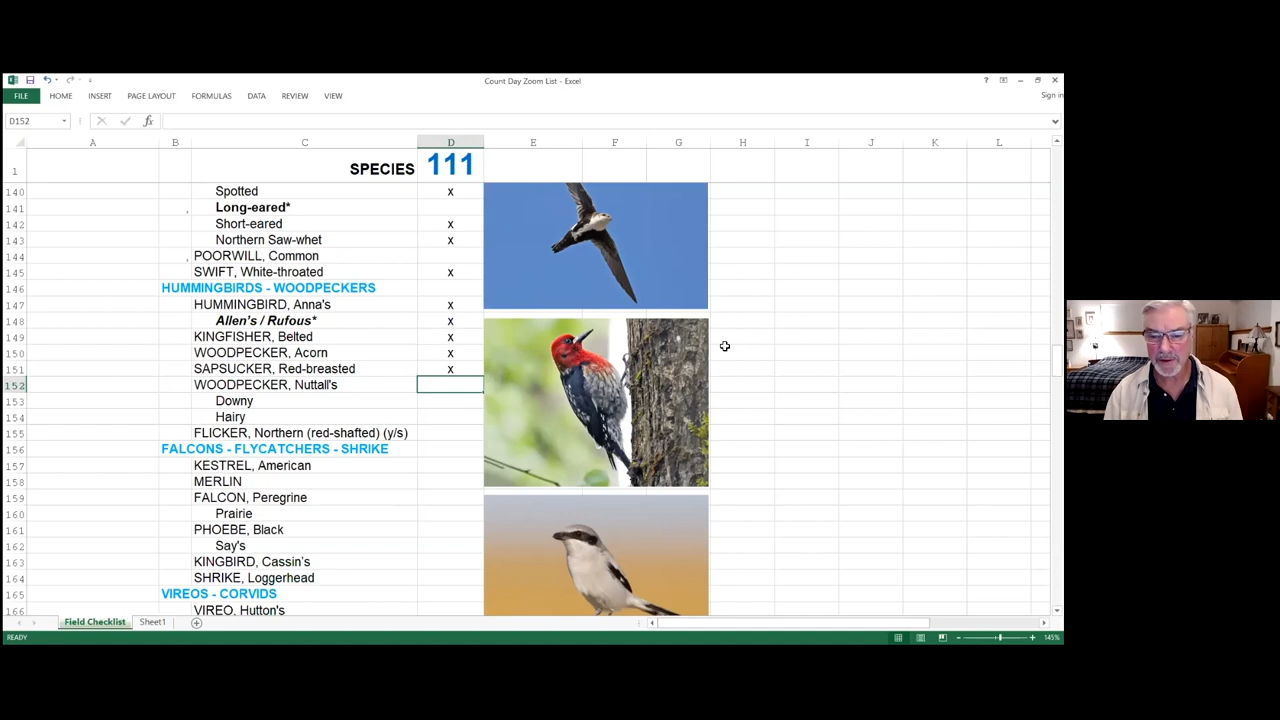 Count Day Zoom List - Excel
?
FILE HOME INSERT PAGE LAYOUT FORMULAS DATA REVIEW VIEW
Sign in
D152 fx
A B C D E F G H I J K L
1 SPECIES 111
140 Spotted x
141 , Long-eared*
142 Short-eared x
143 Northern Saw-whet x
144 , POORWILL, Common
145 SWIFT, White-throated x
146 HUMMINGBIRDS - WOODPECKERS
147 HUMMINGBIRD, Anna's x
148 Allen's / Rufous* x
149 KINGFISHER, Belted x
150 WOODPECKER, Acorn x
151 SAPSUCKER, Red-breasted x
152 WOODPECKER, Nuttall's
153 Downy
154 Hairy
155 FLICKER, Northern (red-shafted) (y/s)
156 FALCONS - FLYCATCHERS - SHRIKE
157 KESTREL, American
158 MERLIN
159 FALCON, Peregrine
160 Prairie
161 PHOEBE, Black
162 Say's
163 KINGBIRD, Cassin's
164 SHRIKE, Loggerhead
165 VIREOS - CORVIDS
166 VIREO, Hutton's
Field Checklist Sheet1
READY 145%